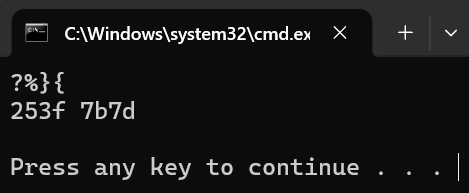 C:\Windows\system32\cmd.ex
?%}{
253f 7b7d
Press any key to continue . . .